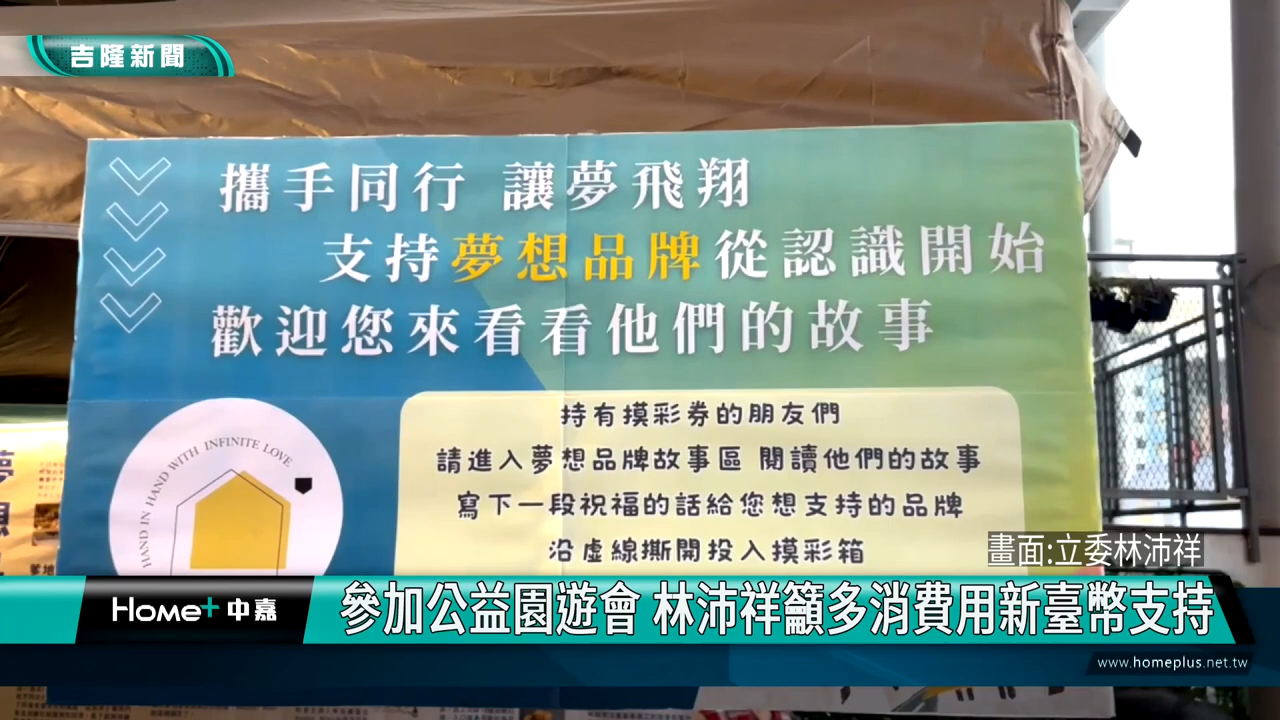 吉隆新聞
攜手同行 讓夢飛翔
支持夢想品牌從認識開始
歡迎您來看看他們的故事
HAND IN HAND WITH INFINITE LOVE
持有摸彩券的朋友們
請進入夢想品牌故事區 閱讀他們的故事
寫下一段祝福的話給您想支持的品牌
沿虛線撕開投入摸彩箱
夢想
畫面:立委林沛祥
Home+中嘉
參加公益園遊會 林沛祥籲多消費用新臺幣支持
www.homeplus.net.tw